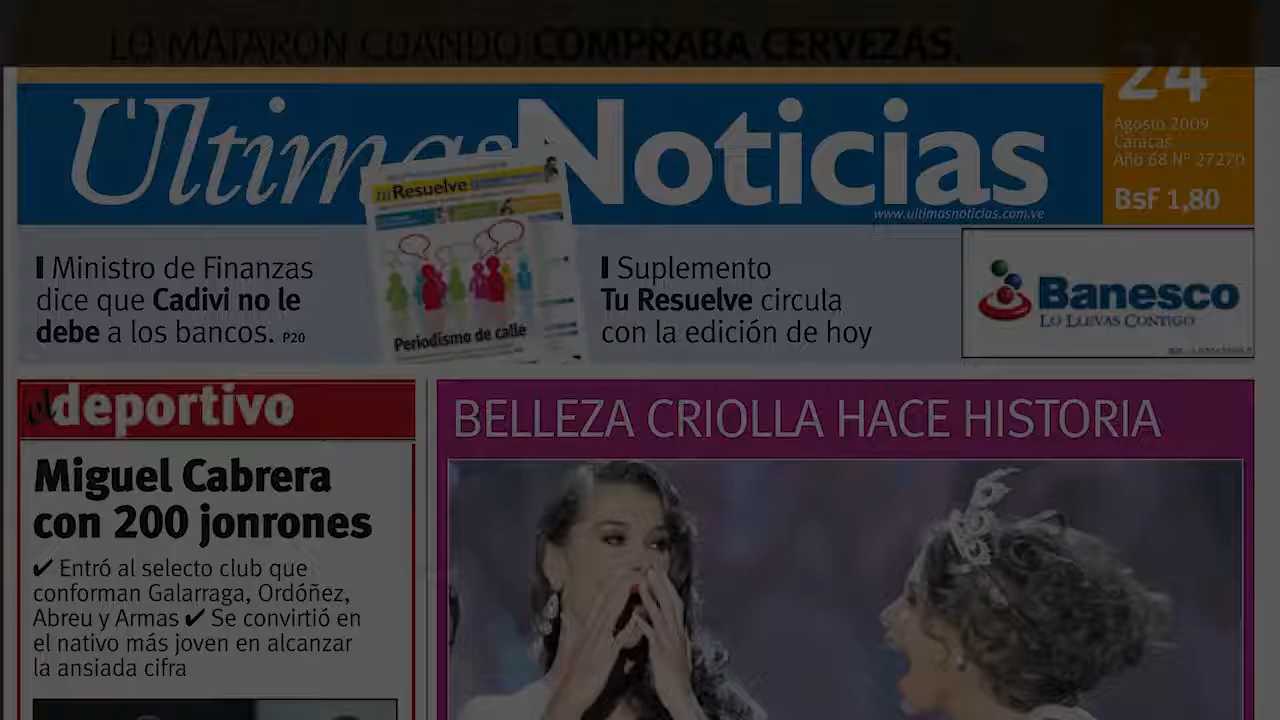 LO MATARON CUANDO COMPRABA CERVEZAS.
Últimas Noticias
www.ultimasnoticias.com.ve
24
Agosto 2009
Caracas
Año 68 N° 27270
BsF 1,80
Ministro de Finanzas
dice que Cadivi no le
debe a los bancos. P20
tu Resuelve
Periodismo de calle
Suplemento
Tu Resuelve circula
con la edición de hoy
Banesco
LO LLEVAS CONTIGO
el deportivo
Miguel Cabrera
con 200 jonrones
✔ Entró al selecto club que
conforman Galarraga, Ordóñez,
Abreu y Armas ✔ Se convirtió en
el nativo más joven en alcanzar
la ansiada cifra
BELLEZA CRIOLLA HACE HISTORIA